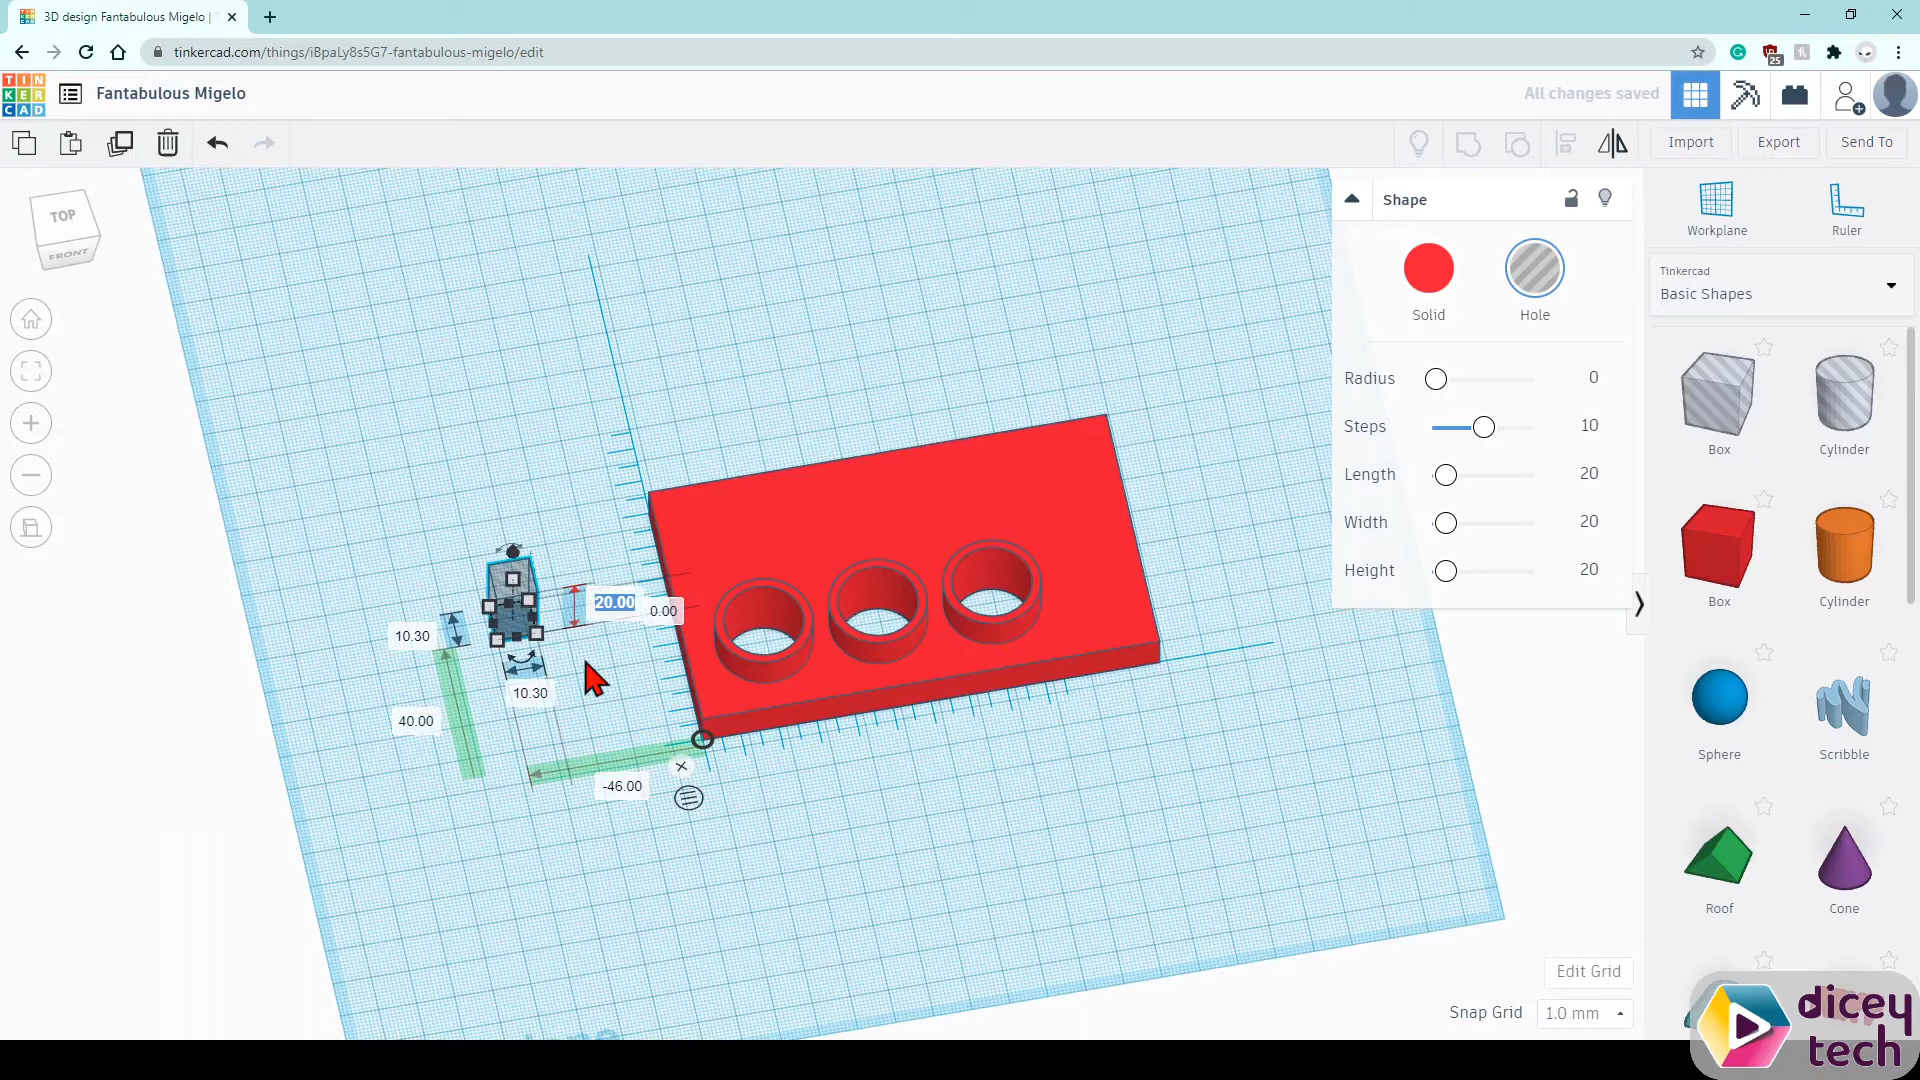 3D design Fantabulous Migelo | T
tinkercad.com/things/iBpaLy8s5G7-fantabulous-migelo/edit
25
TIN
KER
CAD
Fantabulous Migelo
All changes saved
Import
Export
Send To
TOP
FRONT
Shape
Solid
Hole
Radius 0
Steps 10
Length 20
Width 20
Height 20
Workplane
Ruler
Tinkercad
Basic Shapes
Box
Cylinder
Box
Cylinder
Sphere
Scribble
Roof
Cone
20.00
0.00
10.30
10.30
40.00
-46.00
Edit Grid
Snap Grid 1.0 mm
dicey
tech